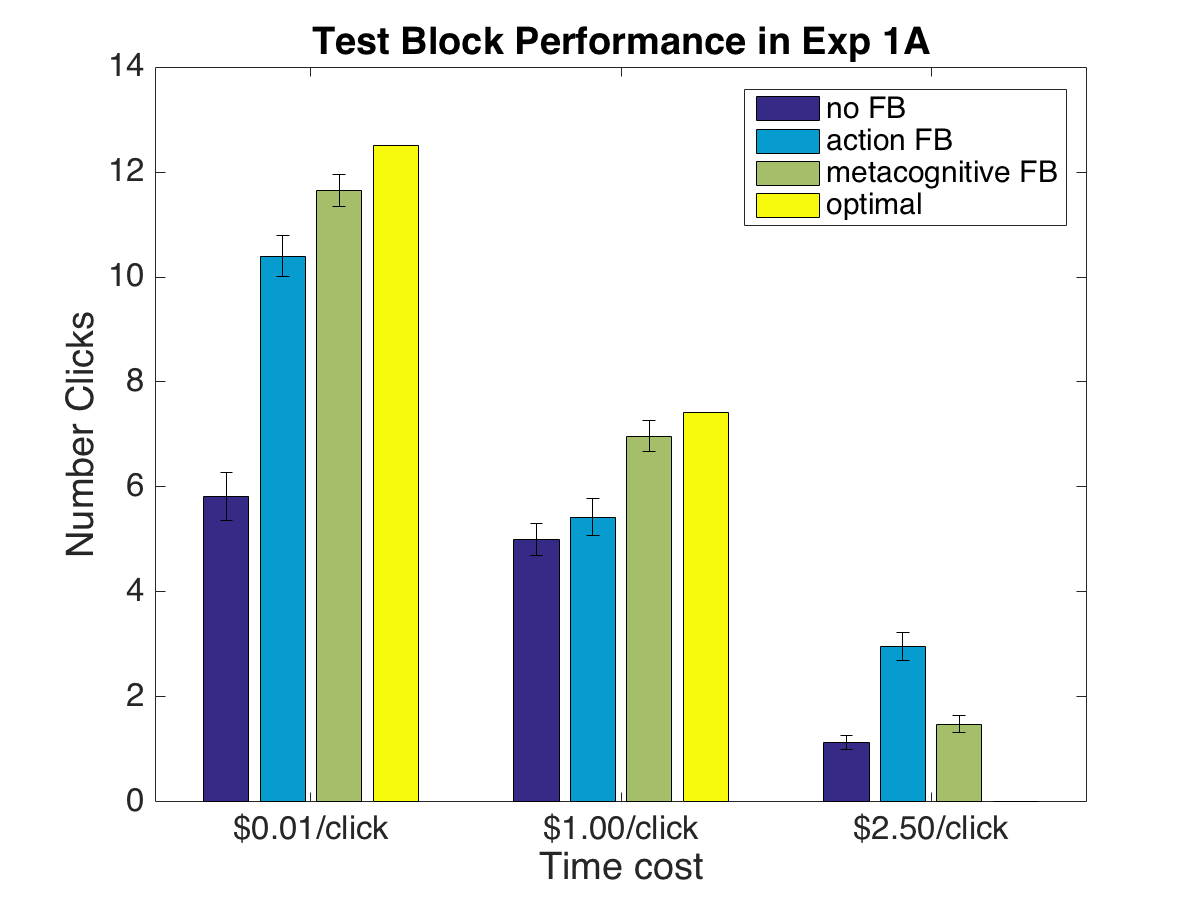 Test Block Performance in Exp 1A
14
12
10
8
6
4
2
0
Number Clicks
no FB
action FB
metacognitive FB
optimal
$0.01/click
$1.00/click
$2.50/click
Time cost